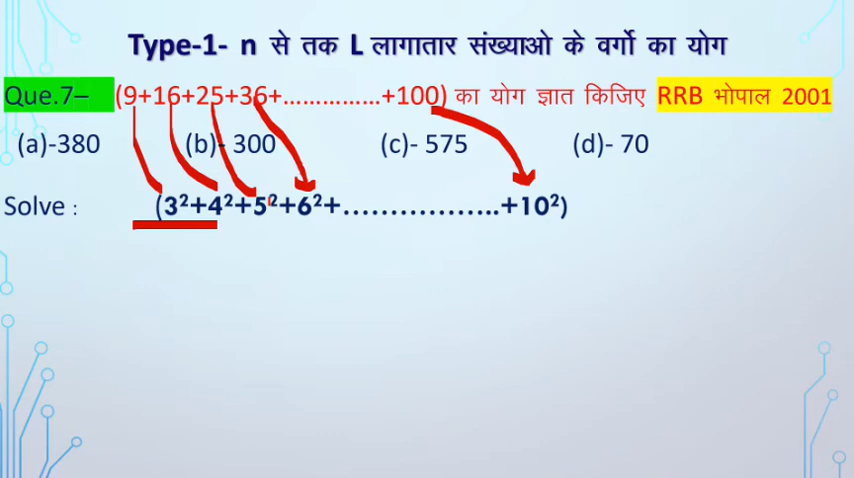 Type-1- n से तक L लागातार संख्याओ के वर्गो का योग
Que.7– (9+16+25+36+……………+100) का योग ज्ञात किजिए RRB भोपाल 2001
(a)-380 (b)- 300 (c)- 575 (d)- 70
Solve : (3²+4²+5²+6²+………………..+10²)